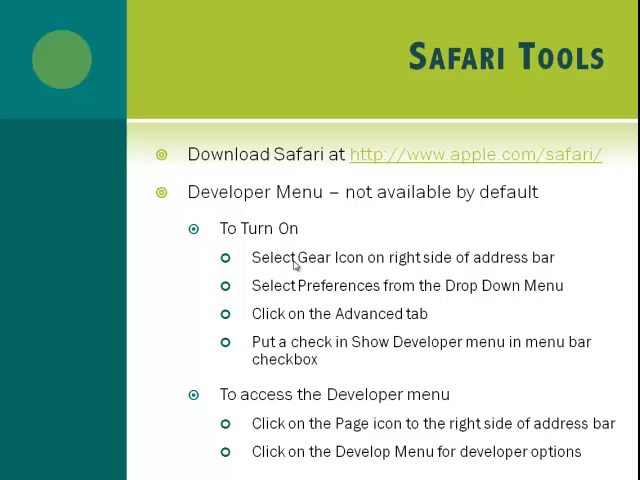 Safari Tools
Download Safari at http://www.apple.com/safari/
Developer Menu – not available by default
To Turn On
Select Gear Icon on right side of address bar
Select Preferences from the Drop Down Menu
Click on the Advanced tab
Put a check in Show Developer menu in menu bar
checkbox
To access the Developer menu
Click on the Page icon to the right side of address bar
Click on the Develop Menu for developer options